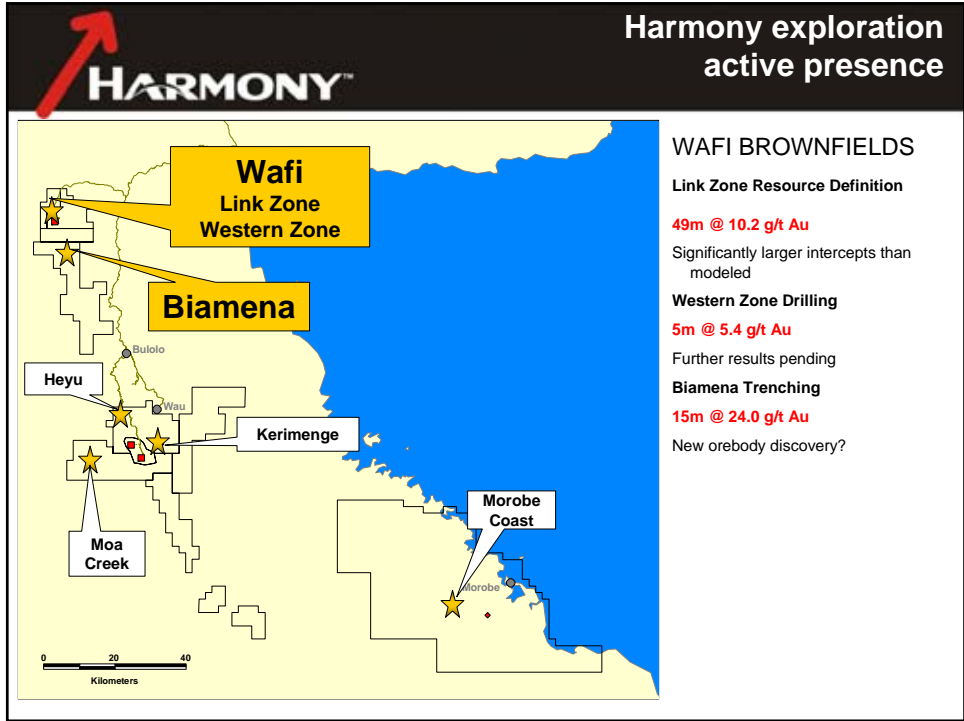 HARMONY™
Harmony exploration
active presence
Wafi
Link Zone
Western Zone
Biamena
Bulolo
Heyu
Wau
Kerimenge
Moa
Creek
Morobe
Coast
Morobe
0 20 40
Kilometers
WAFI BROWNFIELDS
Link Zone Resource Definition
49m @ 10.2 g/t Au
Significantly larger intercepts than
modeled
Western Zone Drilling
5m @ 5.4 g/t Au
Further results pending
Biamena Trenching
15m @ 24.0 g/t Au
New orebody discovery?